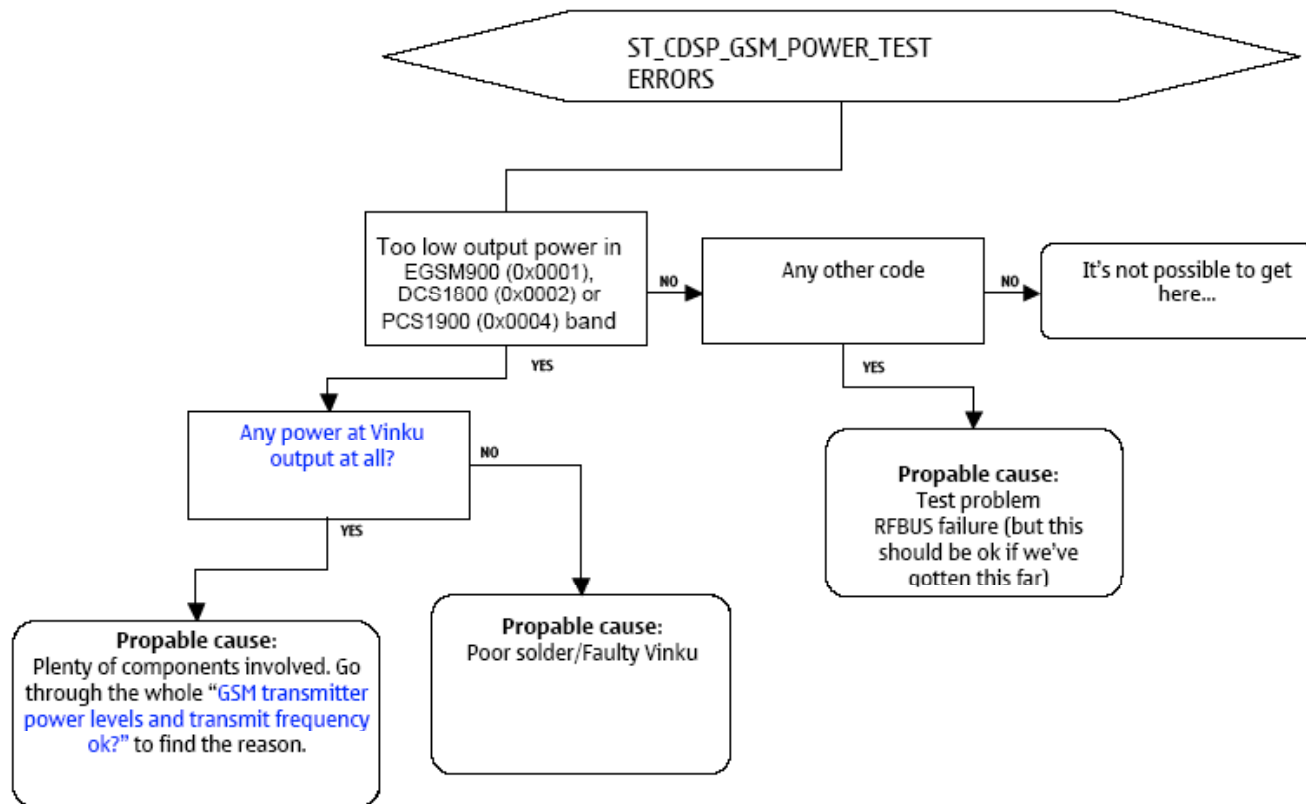 ST_CDSP_GSM_POWER_TEST
ERRORS
Too low output power in
EGSM900 (0x0001),
DCS1800 (0x0002) or
PCS1900 (0x0004) band
NO
Any other code
NO
It's not possible to get
here...
YES
YES
Any power at Vinku
output at all?
NO
Propable cause:
Test problem
RFBUS failure (but this
should be ok if we've
gotten this far)
YES
Propable cause:
Plenty of components involved. Go
through the whole “GSM transmitter
power levels and transmit frequency
ok?” to find the reason.
Propable cause:
Poor solder/Faulty Vinku